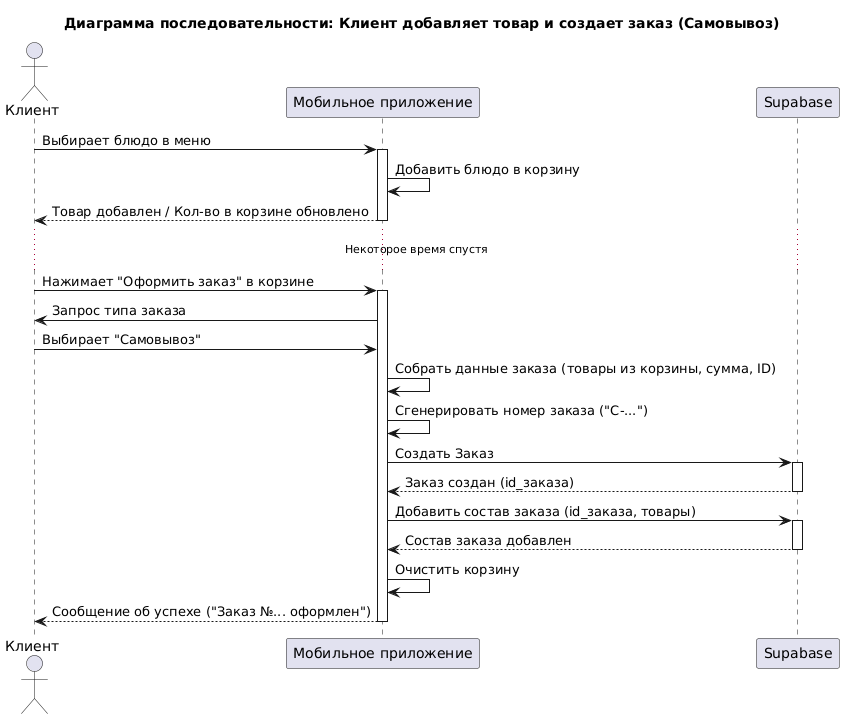 Диаграмма последовательности: Клиент добавляет товар и создает заказ (Самовывоз)
Клиент
Мобильное приложение
Supabase
Выбирает блюдо в меню
Добавить блюдо в корзину
Товар добавлен / Кол-во в корзине обновлено
Некоторое время спустя
Нажимает "Оформить заказ" в корзине
Запрос типа заказа
Выбирает "Самовывоз"
Собрать данные заказа (товары из корзины, сумма, ID)
Сгенерировать номер заказа ("С-...")
Создать Заказ
Заказ создан (id_заказа)
Добавить состав заказа (id_заказа, товары)
Состав заказа добавлен
Очистить корзину
Сообщение об успехе ("Заказ №... оформлен")
Клиент
Мобильное приложение
Supabase